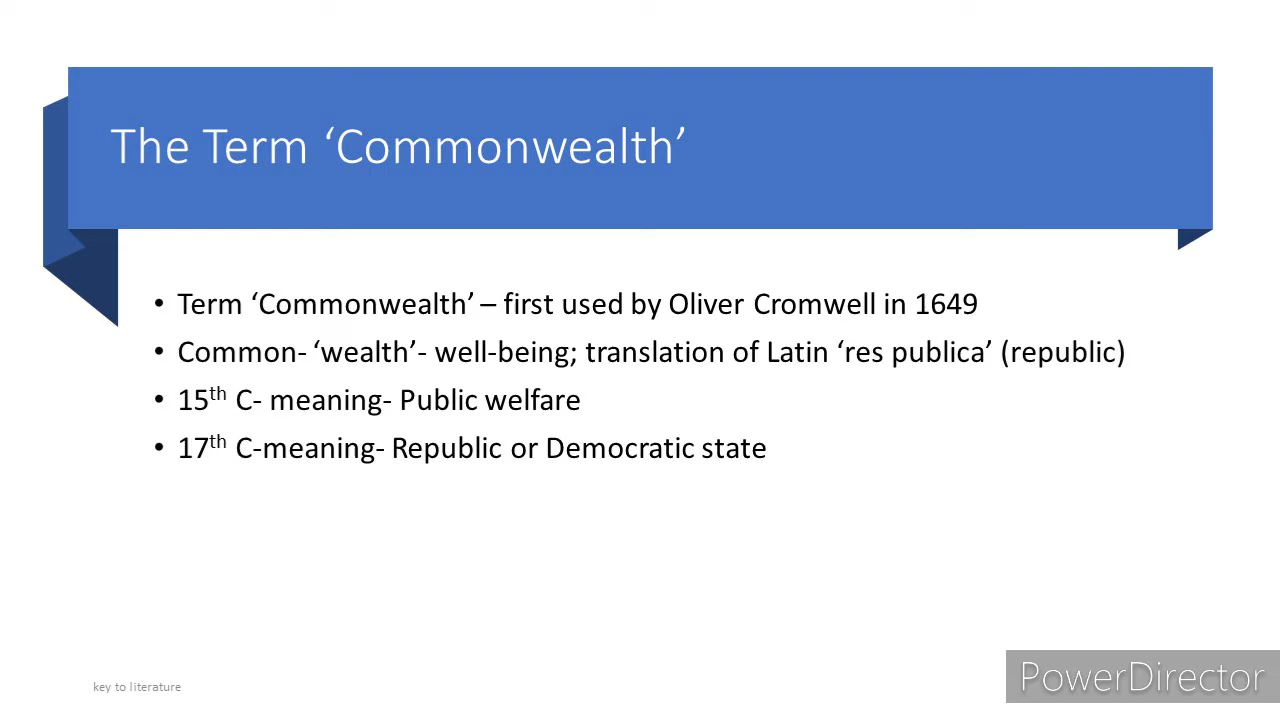 The Term ‘Commonwealth’
• Term ‘Commonwealth’ – first used by Oliver Cromwell in 1649
• Common- ‘wealth’- well-being; translation of Latin ‘res publica’ (republic)
• 15th C- meaning- Public welfare
• 17th C-meaning- Republic or Democratic state
key to literature
PowerDirector